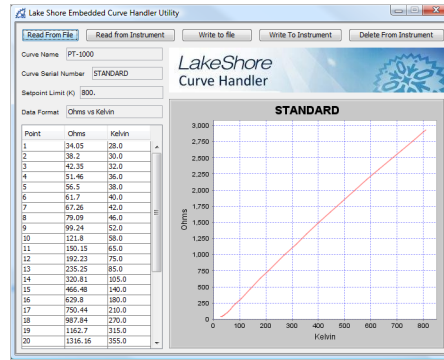 Lake Shore Embedded Curve Handler Utility
Read From File Read from Instrument Write to file Write To Instrument Delete From Instrument
Curve Name PT-1000
Curve Serial Number STANDARD
Setpoint Limit (K) 800.
Data Format Ohms vs Kelvin
LakeShore
Curve Handler
Point Ohms Kelvin
1 34.05 28.0
2 38.2 30.0
3 42.35 32.0
4 51.46 36.0
5 56.5 38.0
6 61.7 40.0
7 67.26 42.0
8 79.09 46.0
9 99.24 52.0
10 121.8 58.0
11 150.15 65.0
12 192.23 75.0
13 235.25 85.0
14 320.81 105.0
15 466.48 140.0
16 629.8 180.0
17 750.44 210.0
18 987.84 270.0
19 1162.7 315.0
20 1316.16 355.0
STANDARD
3,000
2,750
2,500
2,250
2,000
1,750
1,500
1,250
1,000
750
500
250
0
Ohms
0 100 200 300 400 500 600 700 800
Kelvin